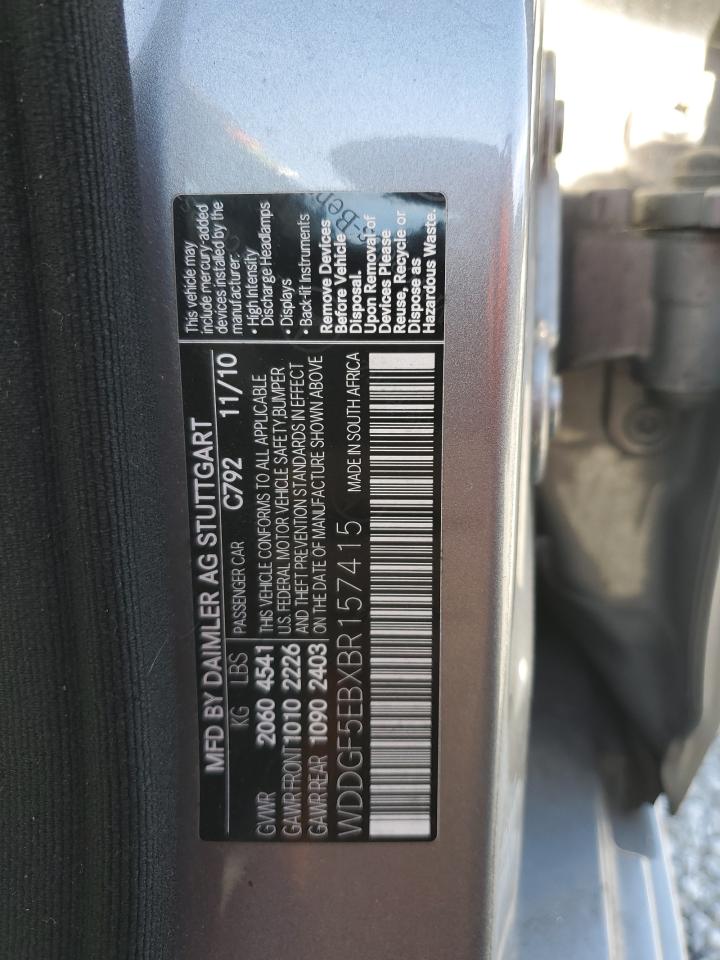 MFD BY DAIMLER AG STUTTGART
KG LBS C792 11/10
GVWR 2060 4541
GAWR FRONT 1010 2226
GAWR REAR 1090 2403
PASSENGER CAR
THIS VEHICLE CONFORMS TO ALL APPLICABLE
U.S. FEDERAL MOTOR VEHICLE SAFETY, BUMPER
AND THEFT PREVENTION STANDARDS IN EFFECT
ON THE DATE OF MANUFACTURE SHOWN ABOVE
WDDGF5EBXBR157415 MADE IN SOUTH AFRICA
This vehicle may
include mercury-added
devices installed by the
manufacturer:
• High Intensity
Discharge Headlamps
• Displays
• Back-lit Instruments
Remove Devices
Before Vehicle
Disposal.
Upon Removal of
Devices Please
Reuse, Recycle or
Dispose as
Hazardous Waste.